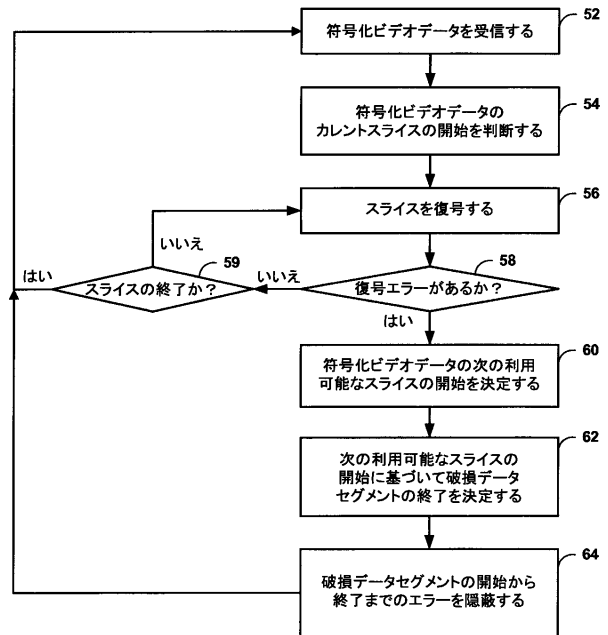 符号化ビデオデータを受信する
52
符号化ビデオデータの
カレントスライスの開始を判断する
54
スライスを復号する
56
いいえ
はい
スライスの終了か？
59
いいえ
復号エラーがあるか？
58
はい
符号化ビデオデータの次の利用
可能なスライスの開始を決定する
60
次の利用可能なスライスの
開始に基づいて破損データ
セグメントの終了を決定する
62
破損データセグメントの開始から
終了までのエラーを隠蔽する
64